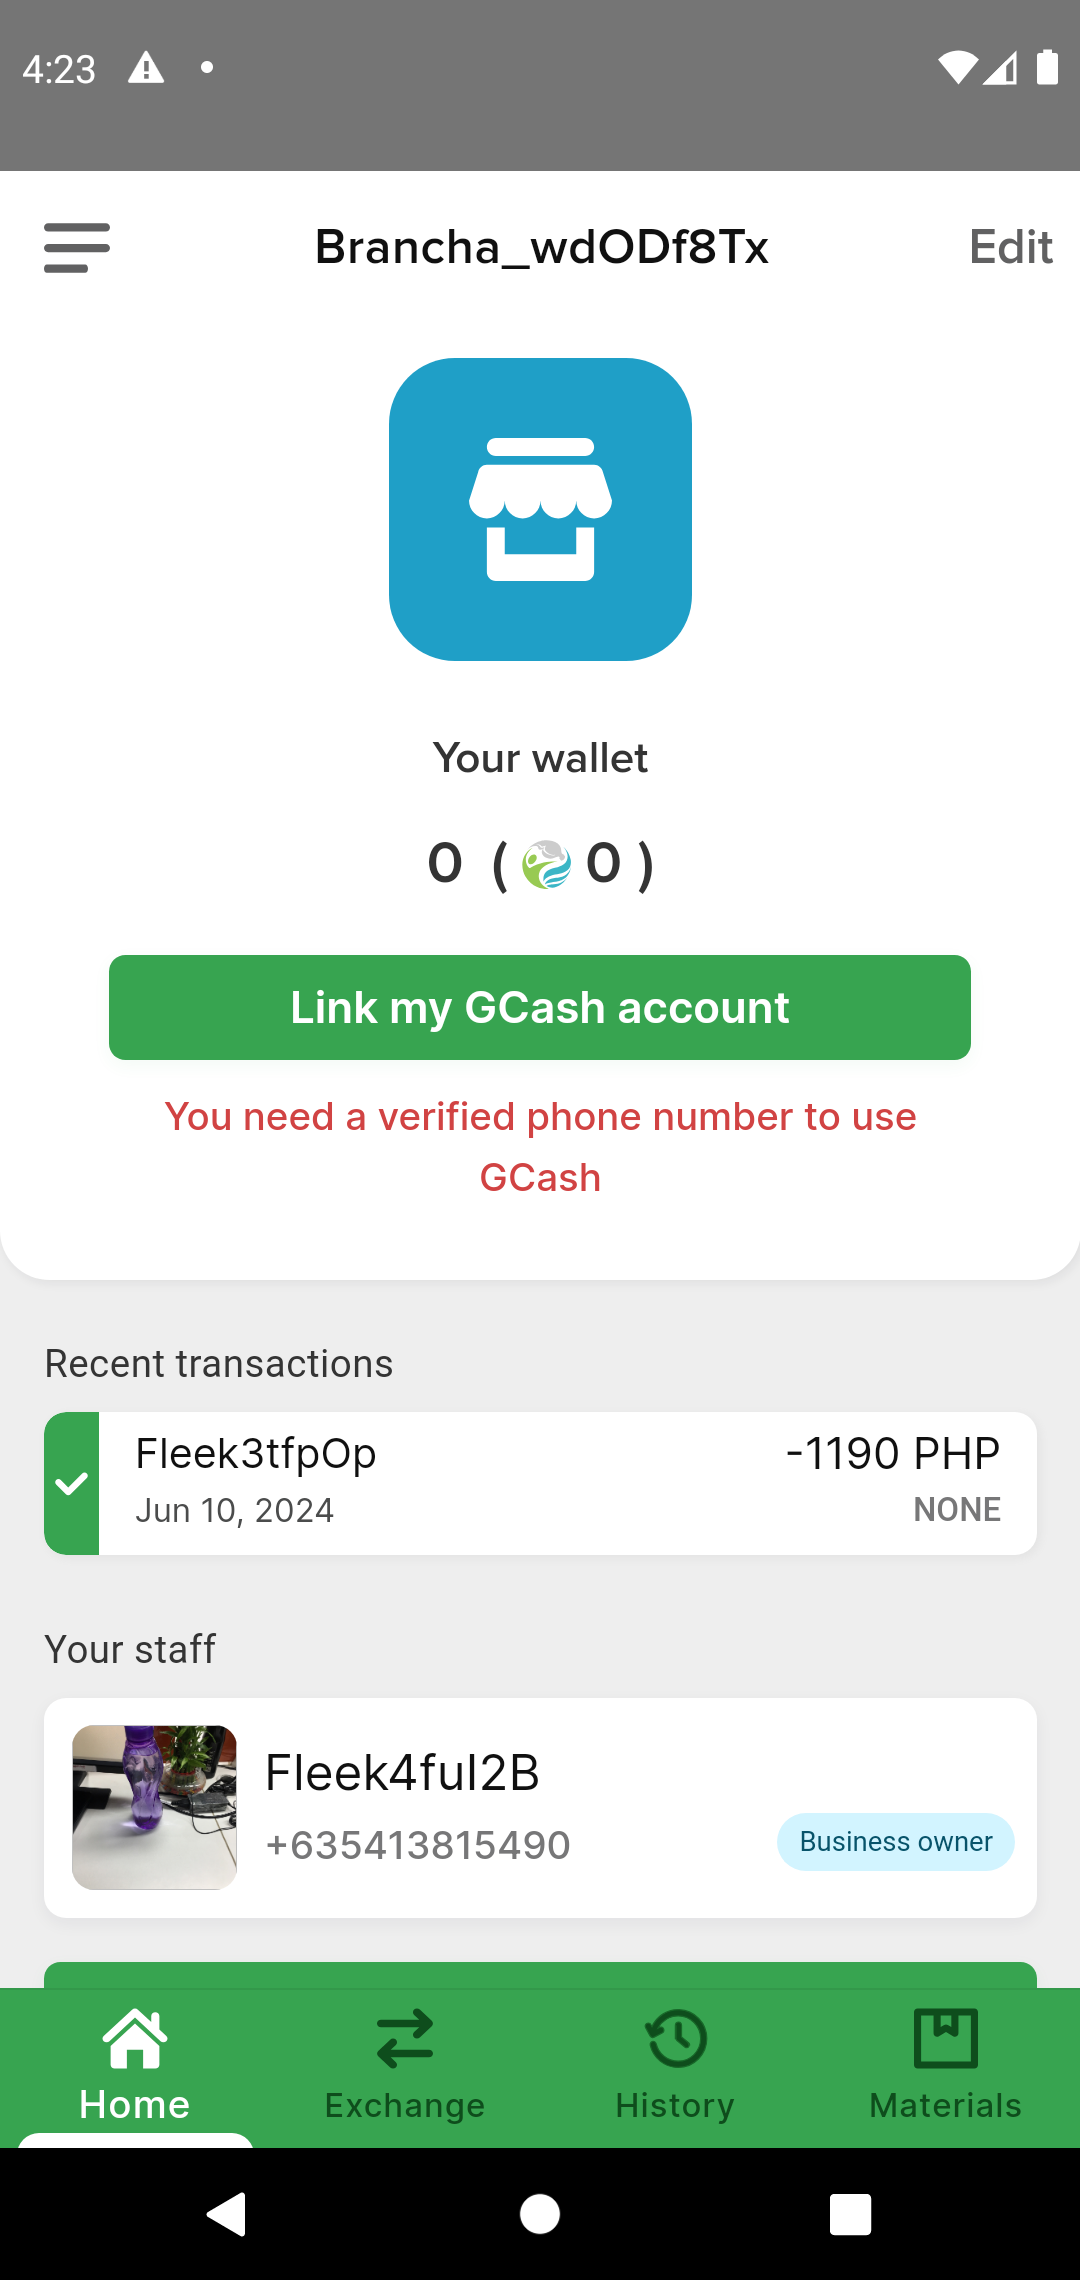 4:23
Brancha_wdODf8Tx
Edit
Your wallet
0 ( 0 )
Link my GCash account
You need a verified phone number to use
GCash
Recent transactions
Fleek3tfpOp
-1190 PHP
Jun 10, 2024
NONE
Your staff
Fleek4ful2B
+635413815490
Business owner
Home
Exchange
History
Materials